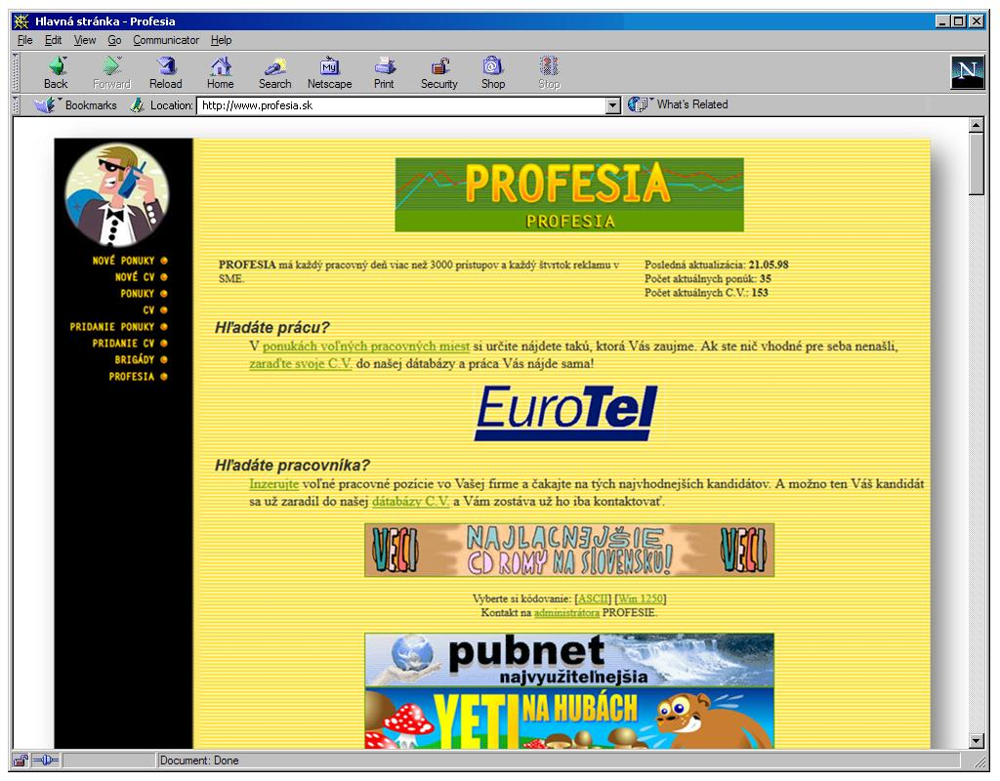 Hlavná stránka - Profesia
File Edit View Go Communicator Help
Back Forward Reload Home Search Netscape Print Security Shop Stop
My
N
Bookmarks Location: http://www.profesia.sk What's Related
PROFESIA
PROFESIA
NOVÉ PONUKY
NOVÉ CV
PONUKY
CV
PRIDANIE PONUKY
PRIDANIE CV
BRIGÁDY
PROFESIA
PROFESIA má každý pracovný deň viac než 3000 prístupov a každý štvrtok reklamu v
SME.
Posledná aktualizácia: 21.05.98
Počet aktuálnych ponúk: 35
Počet aktuálnych C.V.: 153
Hľadáte prácu?
V ponukách voľných pracovných miest si určite nájdete takú, ktorá Vás zaujme. Ak ste nič vhodné pre seba nenašli,
zaraďte svoje C.V. do našej dátabázy a práca Vás nájde sama!
EuroTel
Hľadáte pracovníka?
Inzerujte voľné pracovné pozície vo Vašej firme a čakajte na tých najvhodnejších kandidátov. A možno ten Váš kandidát
sa už zaradil do našej dátabázy C.V. a Vám zostáva už ho iba kontaktovať.
VECI NAJLACNEJŠIE VECI
CD ROMY NA SLOVENSKU!
Vyberte si kódovanie: [ASCII] [Win 1250]
Kontakt na administrátora PROFESIE.
pubnet
najvyužiteľnejšia
YETI NA HUBÁCH
Document: Done